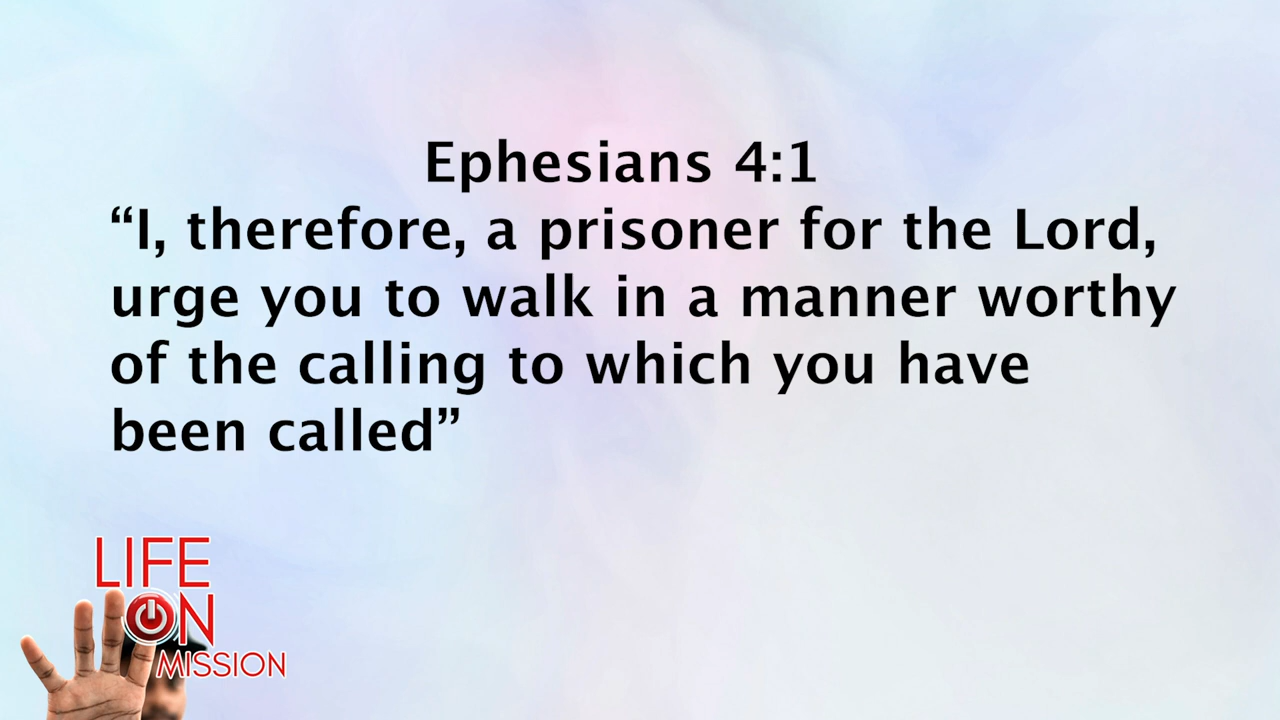 Ephesians 4:1
“I, therefore, a prisoner for the Lord,
urge you to walk in a manner worthy
of the calling to which you have
been called”
LIFE
ON
MISSION